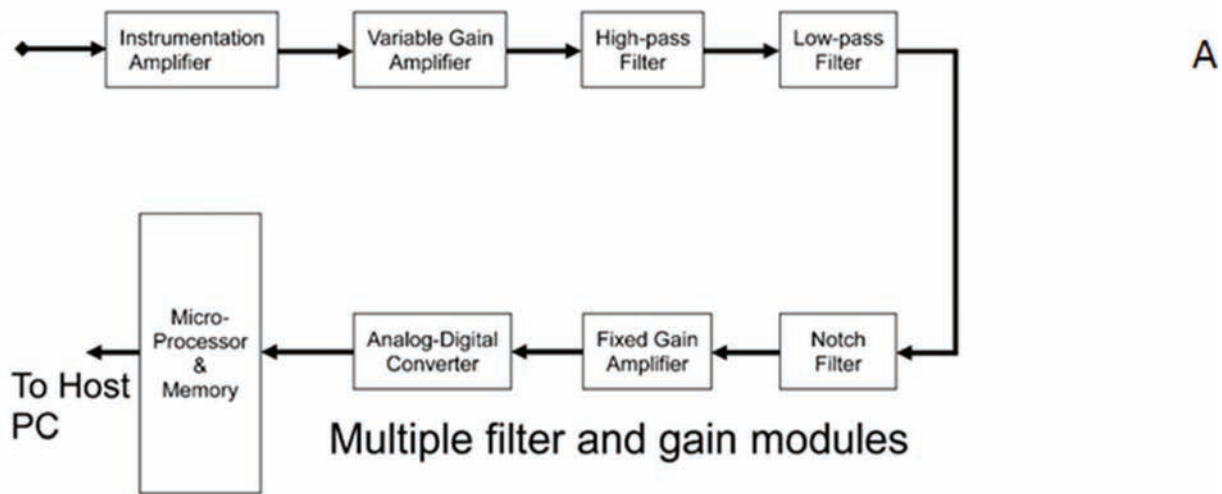 Instrumentation
Amplifier
Variable Gain
Amplifier
High-pass
Filter
Low-pass
Filter
A
Micro-
Processor
&
Memory
Analog-Digital
Converter
Fixed Gain
Amplifier
Notch
Filter
To Host
PC
Multiple filter and gain modules